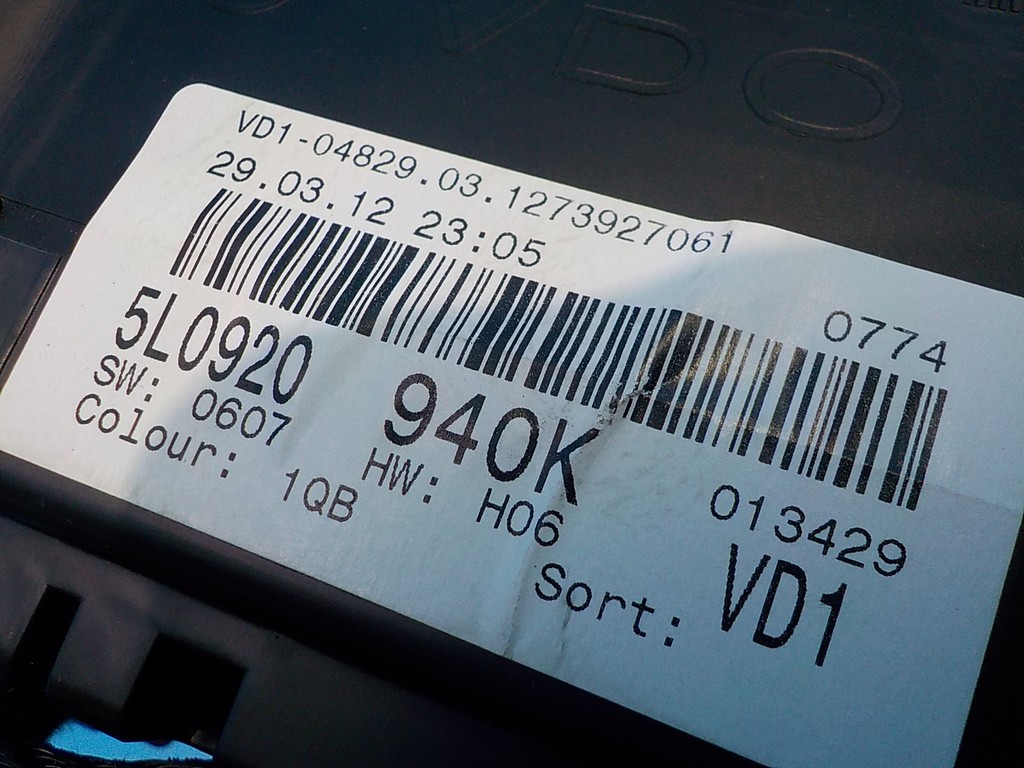 VDO
VD1-04829.03.1273927061
29.03.12 23:05
0774
5L0920 940K 013429
SW: 0607 HW: H06 Sort: VD1
Colour: 1QB